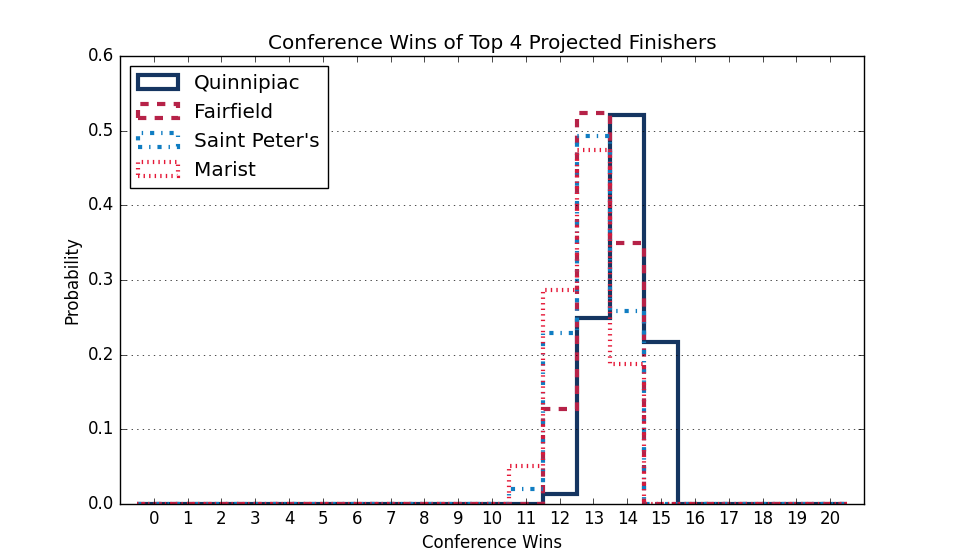 Conference Wins of Top 4 Projected Finishers
0.6
0.5
0.4
0.3
0.2
0.1
0.0
Probability
Quinnipiac
Fairfield
Saint Peter's
Marist
0 1 2 3 4 5 6 7 8 9 10 11 12 13 14 15 16 17 18 19 20
Conference Wins